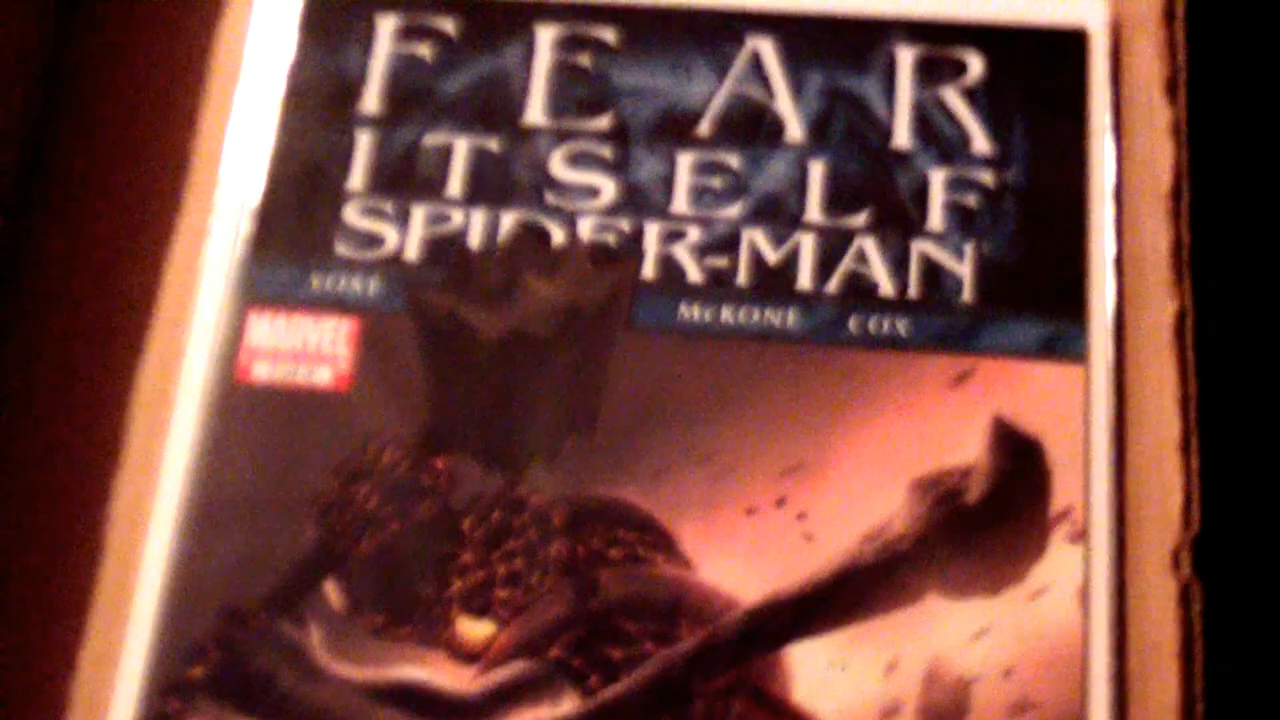 FEAR
ITSELF
SPIDER-MAN
YOST McKONE COX
MARVEL